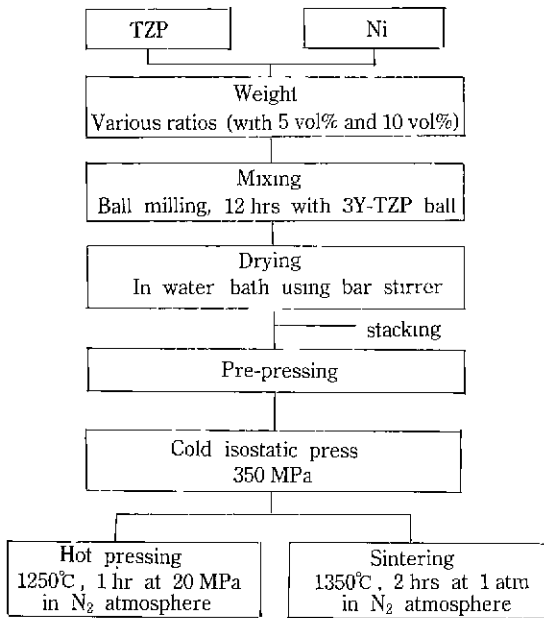 TZP
Ni
Weight
Various ratios (with 5 vol% and 10 vol%)
Mixing
Ball milling, 12 hrs with 3Y-TZP ball
Drying
In water bath using bar stirrer
stacking
Pre-pressing
Cold isostatic press
350 MPa
Hot pressing
1250℃, 1 hr at 20 MPa
in N₂ atmosphere
Sintering
1350℃, 2 hrs at 1 atm
in N₂ atmosphere